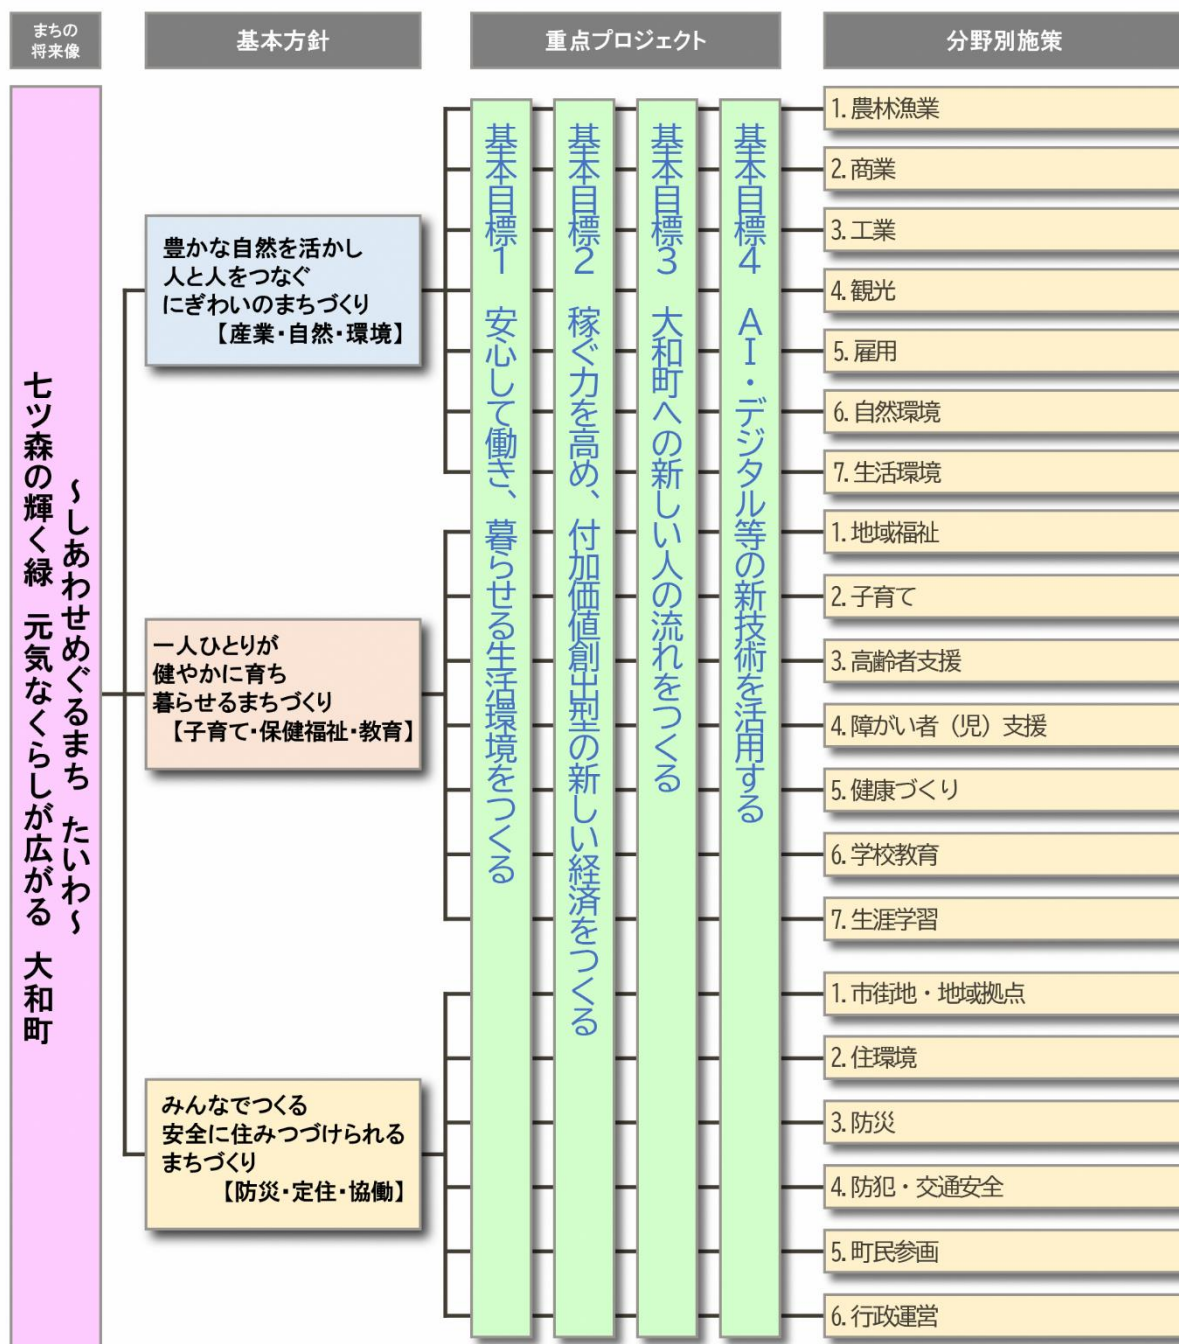 まちの
将来像
基本方針
重点プロジェクト
分野別施策
七ツ森の輝く緑　元気なくらしが広がる　大和町
～しあわせめぐるまち　たいわ～
豊かな自然を活かし
人と人をつなぐ
にぎわいのまちづくり
【産業・自然・環境】
一人ひとりが
健やかに育ち
暮らせるまちづくり
【子育て・保健福祉・教育】
みんなでつくる
安全に住みつづけられる
まちづくり
【防災・定住・協働】
基本目標1　安心して働き、暮らせる生活環境をつくる
基本目標2　稼ぐ力を高め、付加価値創出型の新しい経済をつくる
基本目標3　大和町への新しい人の流れをつくる
基本目標4　AI・デジタル等の新技術を活用する
1.農林漁業
2.商業
3.工業
4.観光
5.雇用
6.自然環境
7.生活環境
1.地域福祉
2.子育て
3.高齢者支援
4.障がい者（児）支援
5.健康づくり
6.学校教育
7.生涯学習
1.市街地・地域拠点
2.住環境
3.防災
4.防犯・交通安全
5.町民参画
6.行政運営